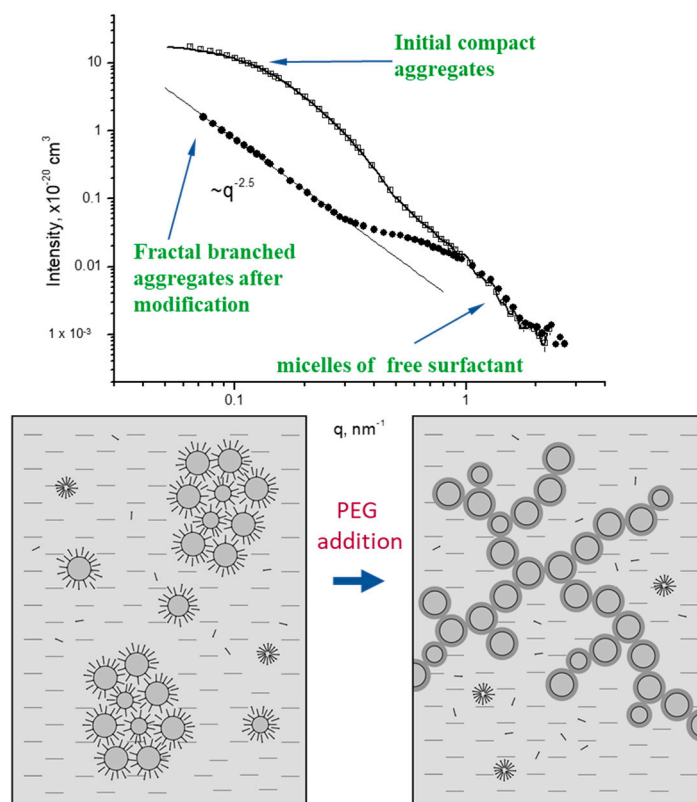 Initial compact
aggregates
10
1
0.1
0.01
1 x 10⁻³
Intensity, x10⁻²⁰ cm³
~q⁻²·⁵
Fractal branched
aggregates after
modification
micelles of free surfactant
0.1
1
q, nm⁻¹
PEG
addition